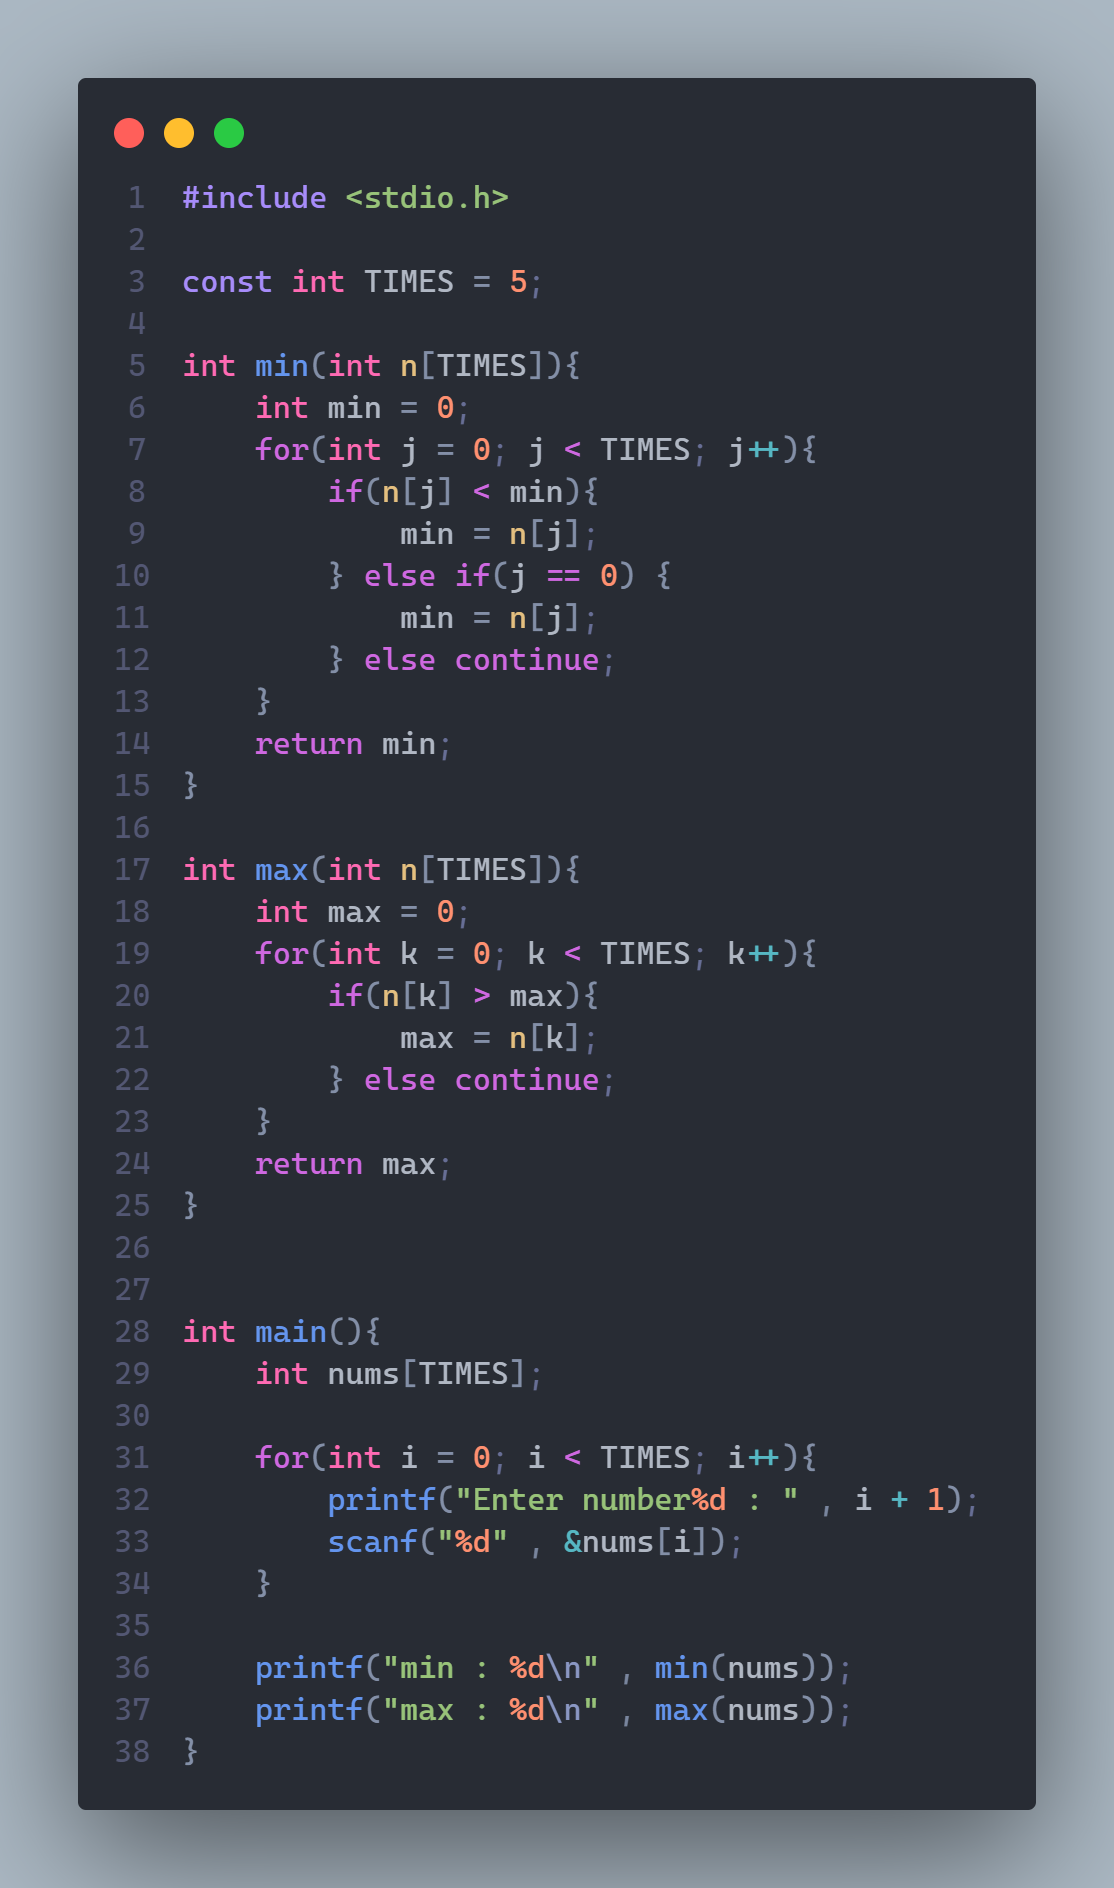 1 #include <stdio.h>
2
3 const int TIMES = 5;
4
5 int min(int n[TIMES]){
6     int min = 0;
7     for(int j = 0; j < TIMES; j++){
8         if(n[j] < min){
9             min = n[j];
10         } else if(j == 0) {
11             min = n[j];
12         } else continue;
13     }
14     return min;
15 }
16
17 int max(int n[TIMES]){
18     int max = 0;
19     for(int k = 0; k < TIMES; k++){
20         if(n[k] > max){
21             max = n[k];
22         } else continue;
23     }
24     return max;
25 }
26
27
28 int main(){
29     int nums[TIMES];
30
31     for(int i = 0; i < TIMES; i++){
32         printf("Enter number%d : " , i + 1);
33         scanf("%d" , &nums[i]);
34     }
35
36     printf("min : %d\n" , min(nums));
37     printf("max : %d\n" , max(nums));
38 }